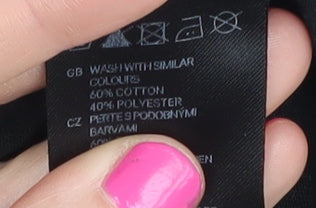 GB WASH WITH SIMILAR
COLOURS
60% COTTON
40% POLYESTER
CZ PERTE S PODOBNÝMI
BARVAMI